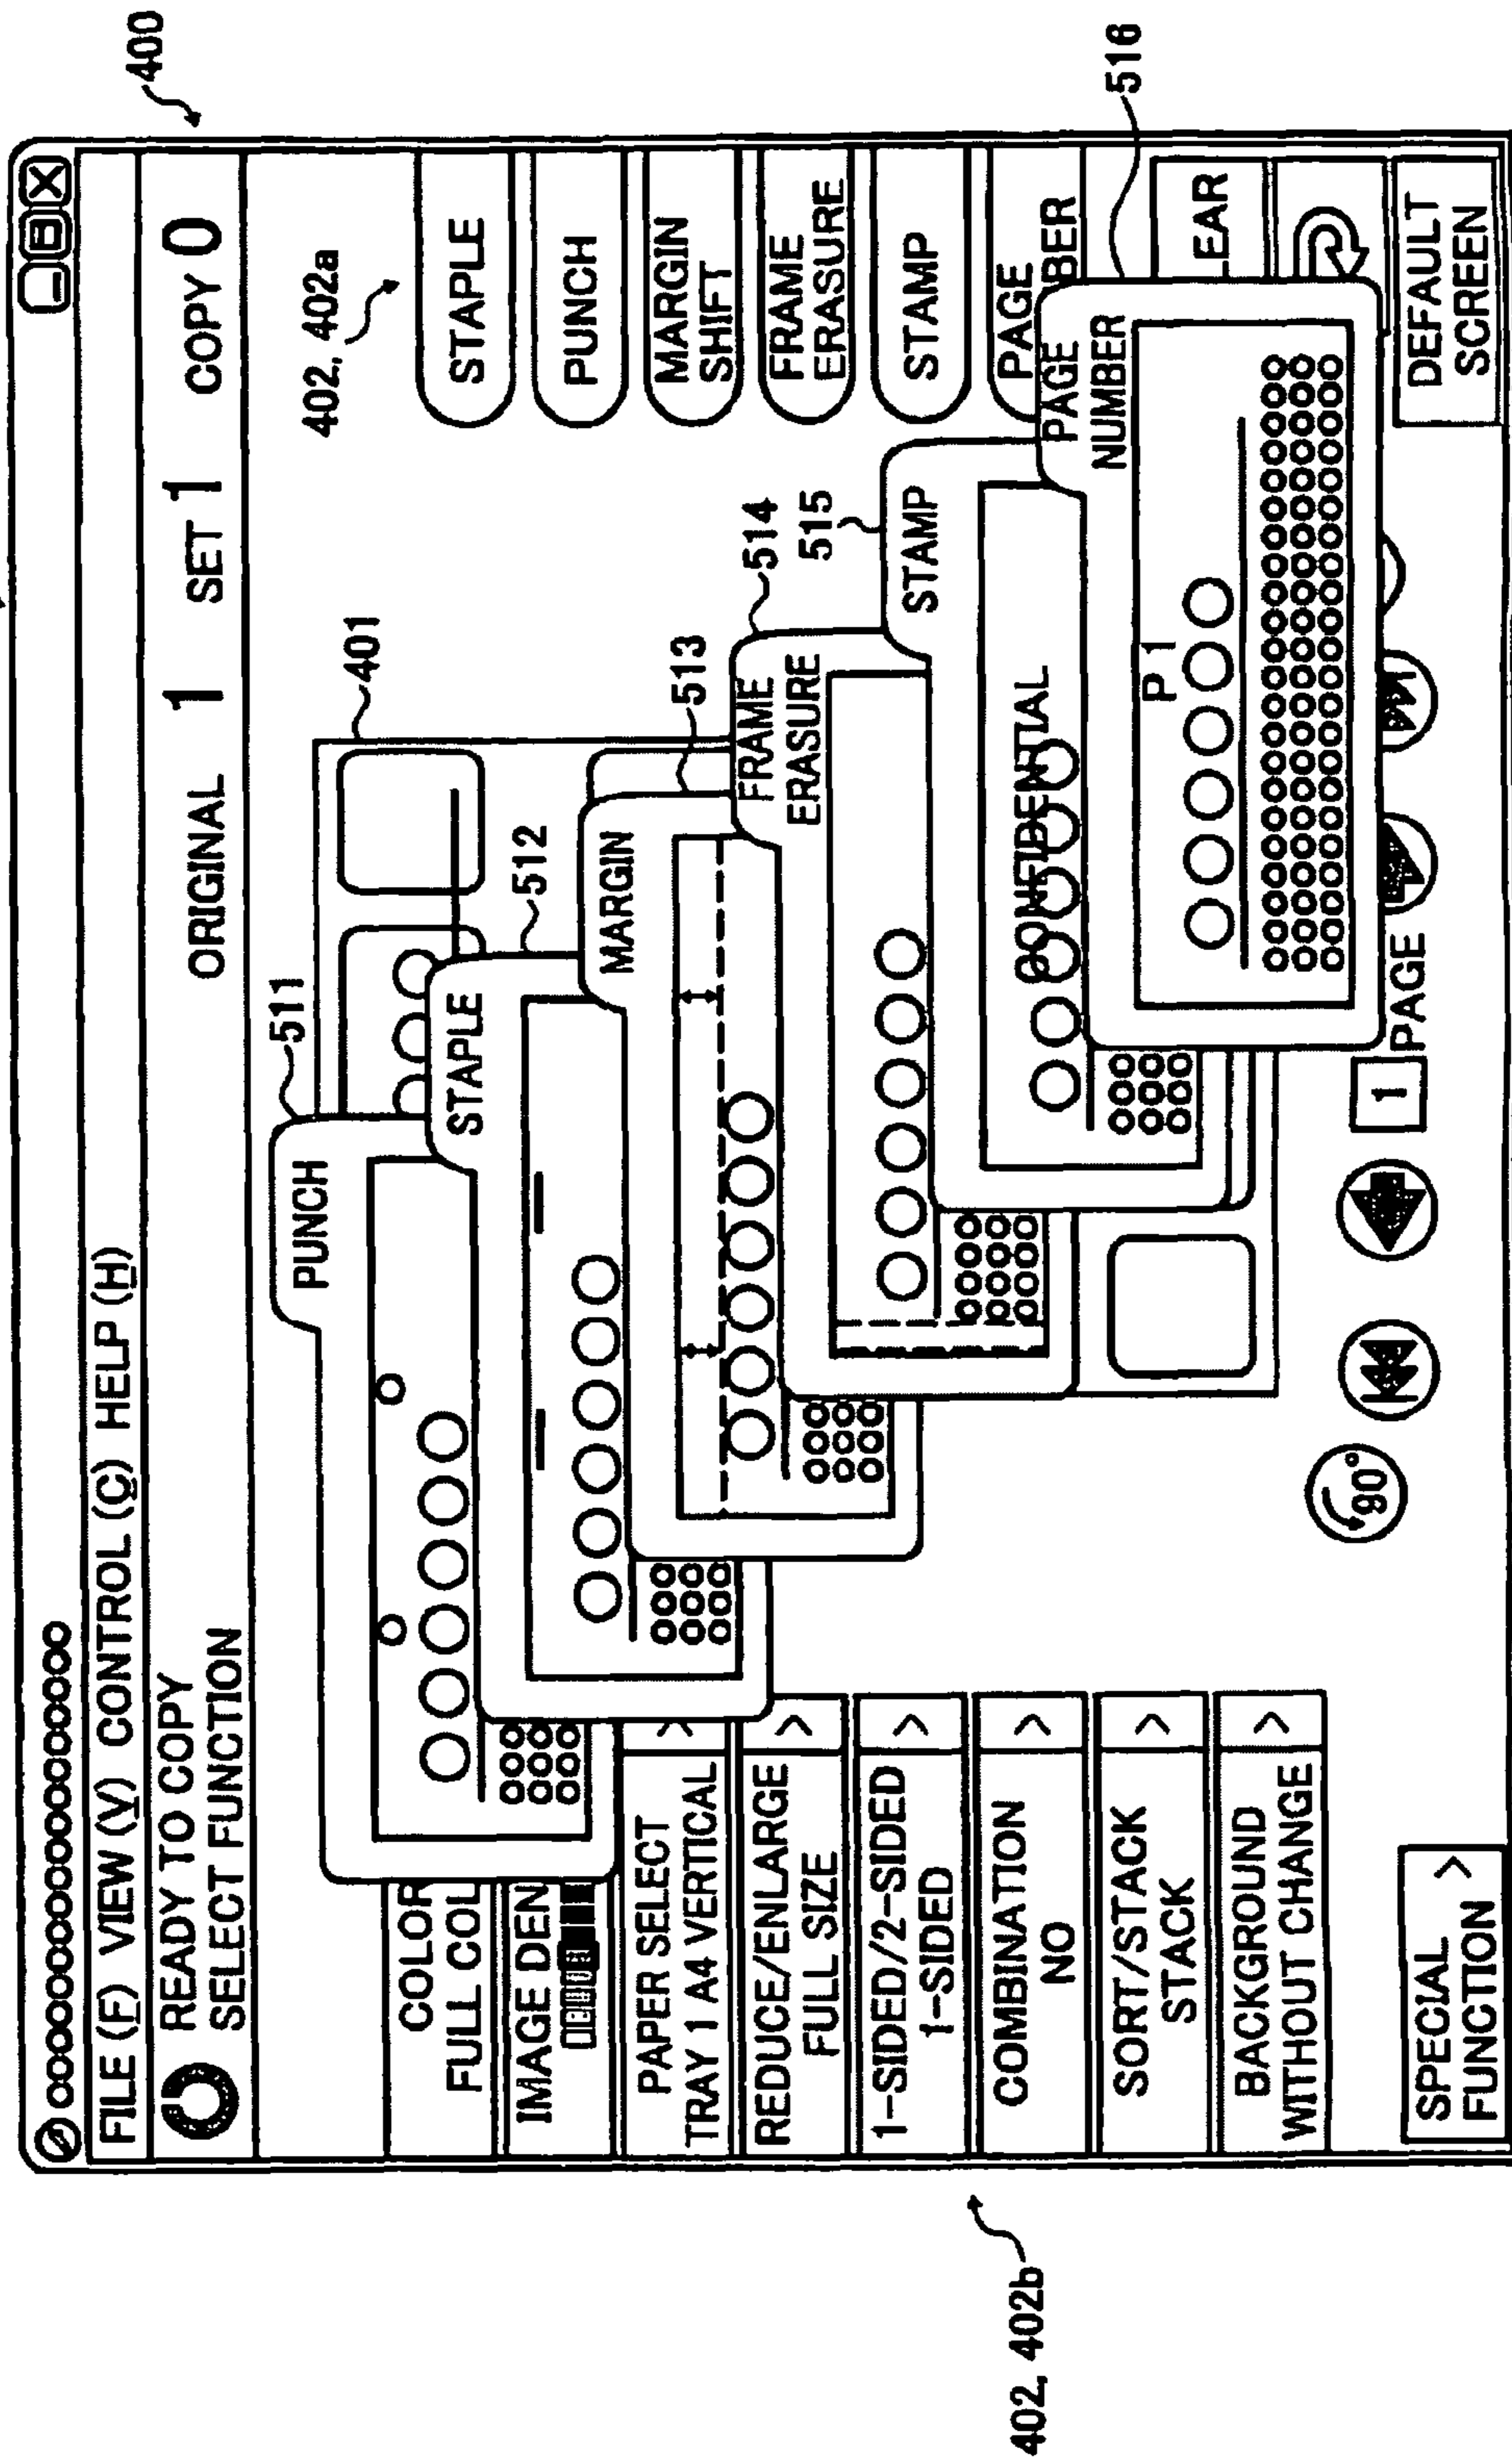 400
FILE (F) VIEW (V) CONTROL (C) HELP (H)
READY TO COPY
SELECT FUNCTION
ORIGINAL 1 SET 1 COPY 0
402, 402a
401
511
512
513
514
515
516
PUNCH
STAPLE
MARGIN
FRAME
ERASURE
STAMP
CONFIDENTIAL
PAGE
NUMBER
P 1
COLOR
FULL COL
IMAGE DEN
PAPER SELECT >
TRAY 1 A4 VERTICAL
REDUCE/ENLARGE >
FULL SIZE
1-SIDED/2-SIDED >
1-SIDED
COMBINATION >
NO
SORT/STACK >
STACK
BACKGROUND >
WITHOUT CHANGE
SPECIAL >
FUNCTION
402, 402b
STAPLE
PUNCH
MARGIN
SHIFT
FRAME
ERASURE
STAMP
PAGE
BER
EAR
DEFAULT
SCREEN
90°
1 PAGE